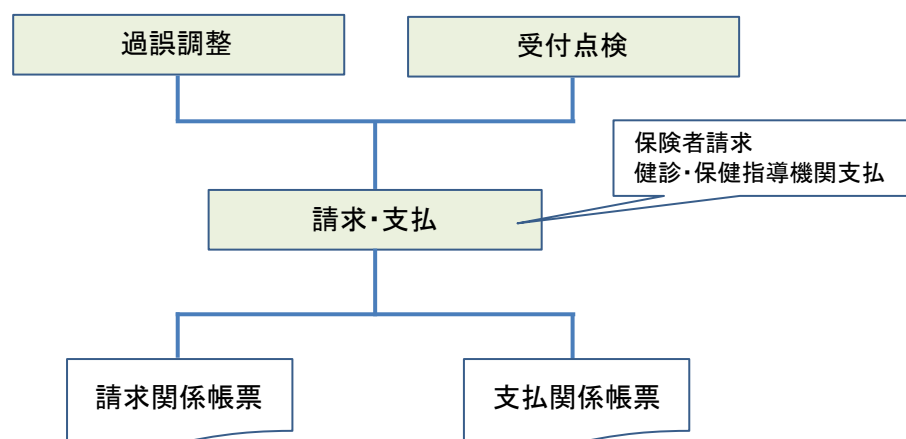 過誤調整
受付点検
保険者請求
健診・保健指導機関支払
請求・支払
請求関係帳票
支払関係帳票